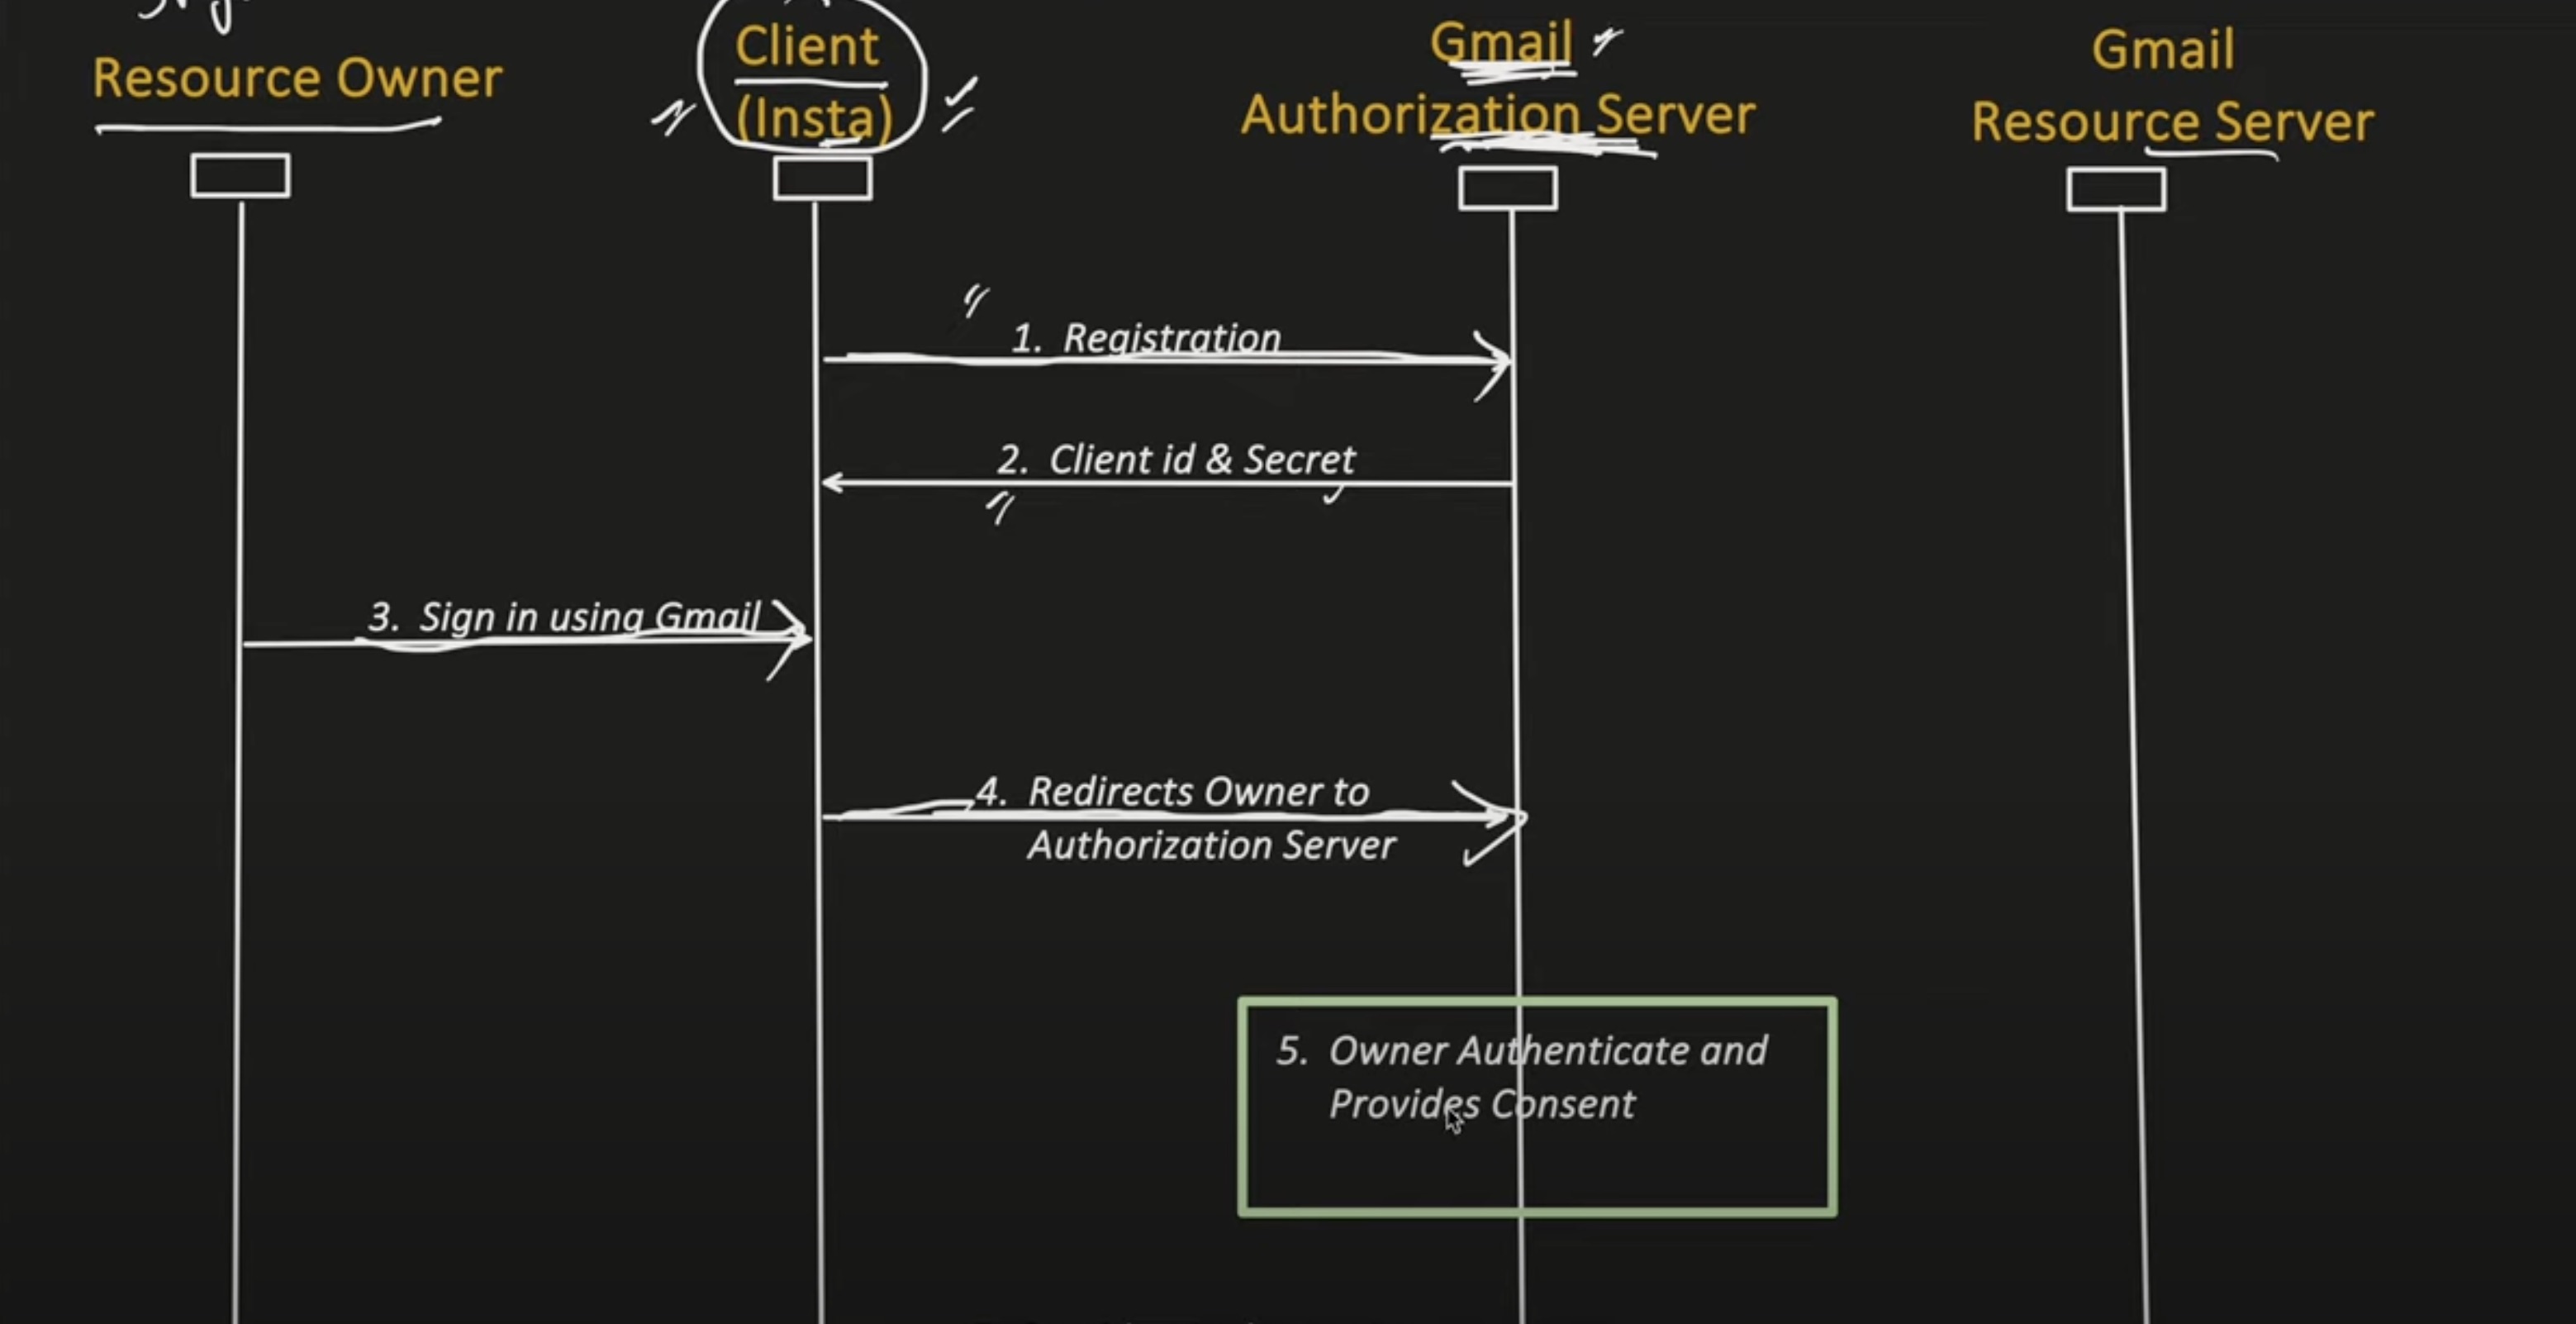 Resource Owner
Client
(Insta)
Gmail
Authorization Server
Gmail
Resource Server
1. Registration
2. Client id & Secret
3. Sign in using Gmail
4. Redirects Owner to
Authorization Server
5. Owner Authenticate and
Provides Consent